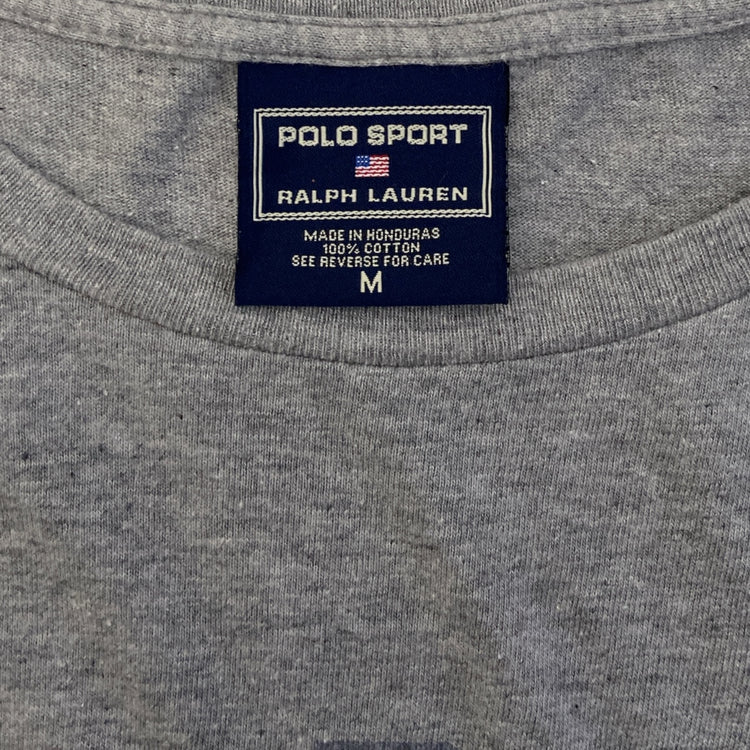 POLO SPORT
RALPH LAUREN
MADE IN HONDURAS
100% COTTON
SEE REVERSE FOR CARE
M